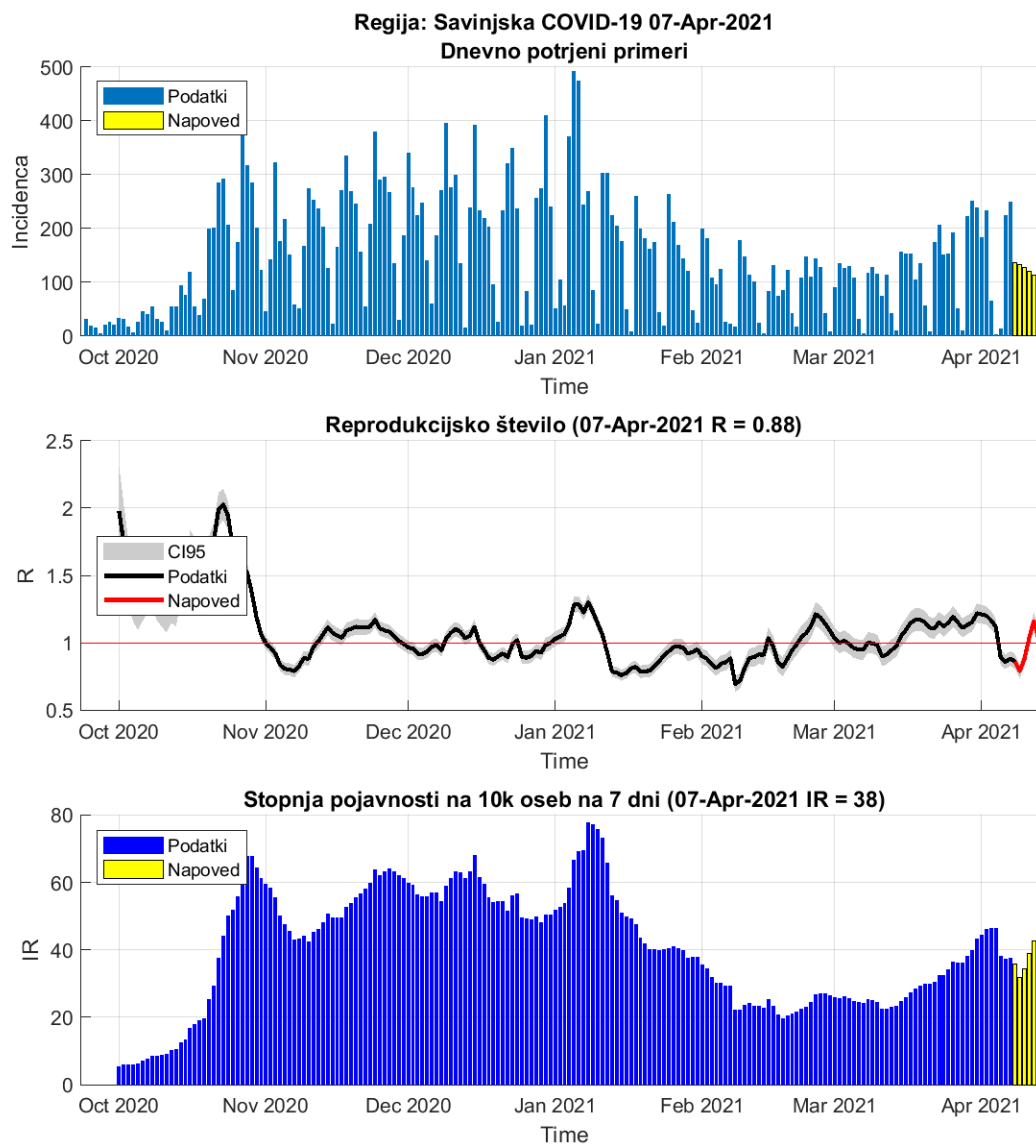 Regija: Savinjska COVID-19 07-Apr-2021
Dnevno potrjeni primeri
500
400
300
200
100
0
Incidenca
Podatki
Napoved
Oct 2020 Nov 2020 Dec 2020 Jan 2021 Feb 2021 Mar 2021 Apr 2021
Time
Reprodukcijsko število (07-Apr-2021 R = 0.88)
2.5
2
1.5
1
0.5
R
CI95
Podatki
Napoved
Oct 2020 Nov 2020 Dec 2020 Jan 2021 Feb 2021 Mar 2021 Apr 2021
Time
Stopnja pojavnosti na 10k oseb na 7 dni (07-Apr-2021 IR = 38)
80
60
40
20
0
IR
Podatki
Napoved
Oct 2020 Nov 2020 Dec 2020 Jan 2021 Feb 2021 Mar 2021 Apr 2021
Time